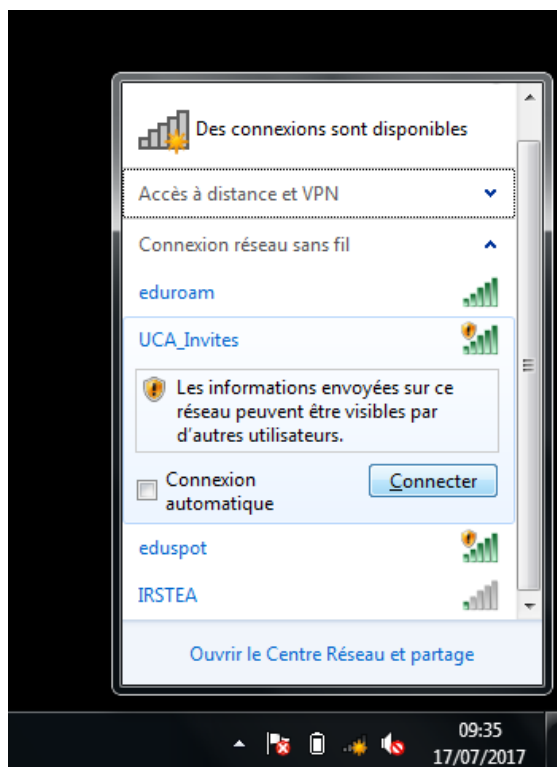 Des connexions sont disponibles
Accès à distance et VPN
Connexion réseau sans fil
eduroam
UCA_Invites
Les informations envoyées sur ce
réseau peuvent être visibles par
d'autres utilisateurs.
Connexion
automatique
Connecter
eduspot
IRSTEA
Ouvrir le Centre Réseau et partage
09:35
17/07/2017